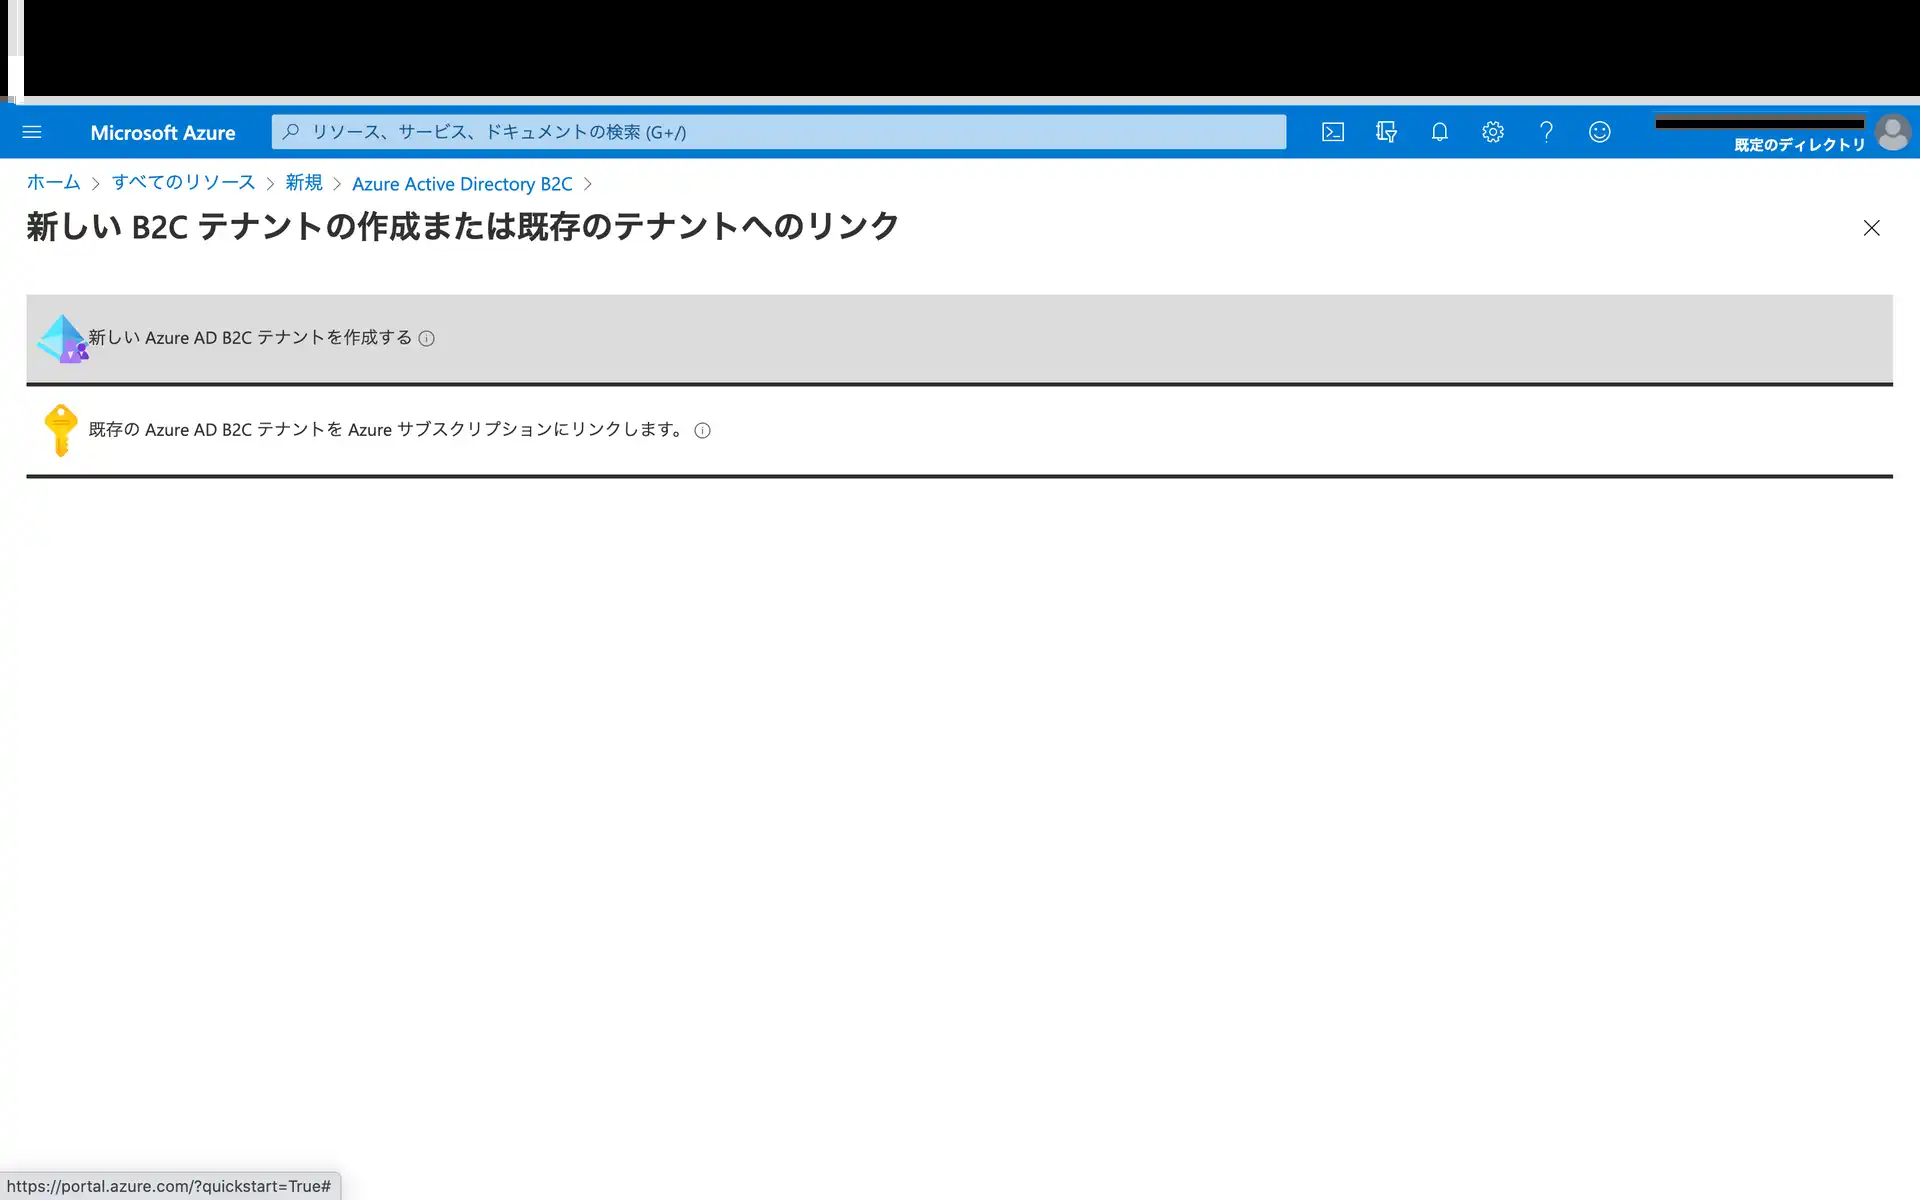 Microsoft Azure
リソース、サービス、ドキュメントの検索 (G+/)
既定のディレクトリ
ホーム > すべてのリソース > 新規 > Azure Active Directory B2C >
新しい B2C テナントの作成または既存のテナントへのリンク
新しい Azure AD B2C テナントを作成する
既存の Azure AD B2C テナントを Azure サブスクリプションにリンクします。
https://portal.azure.com/?quickstart=True#